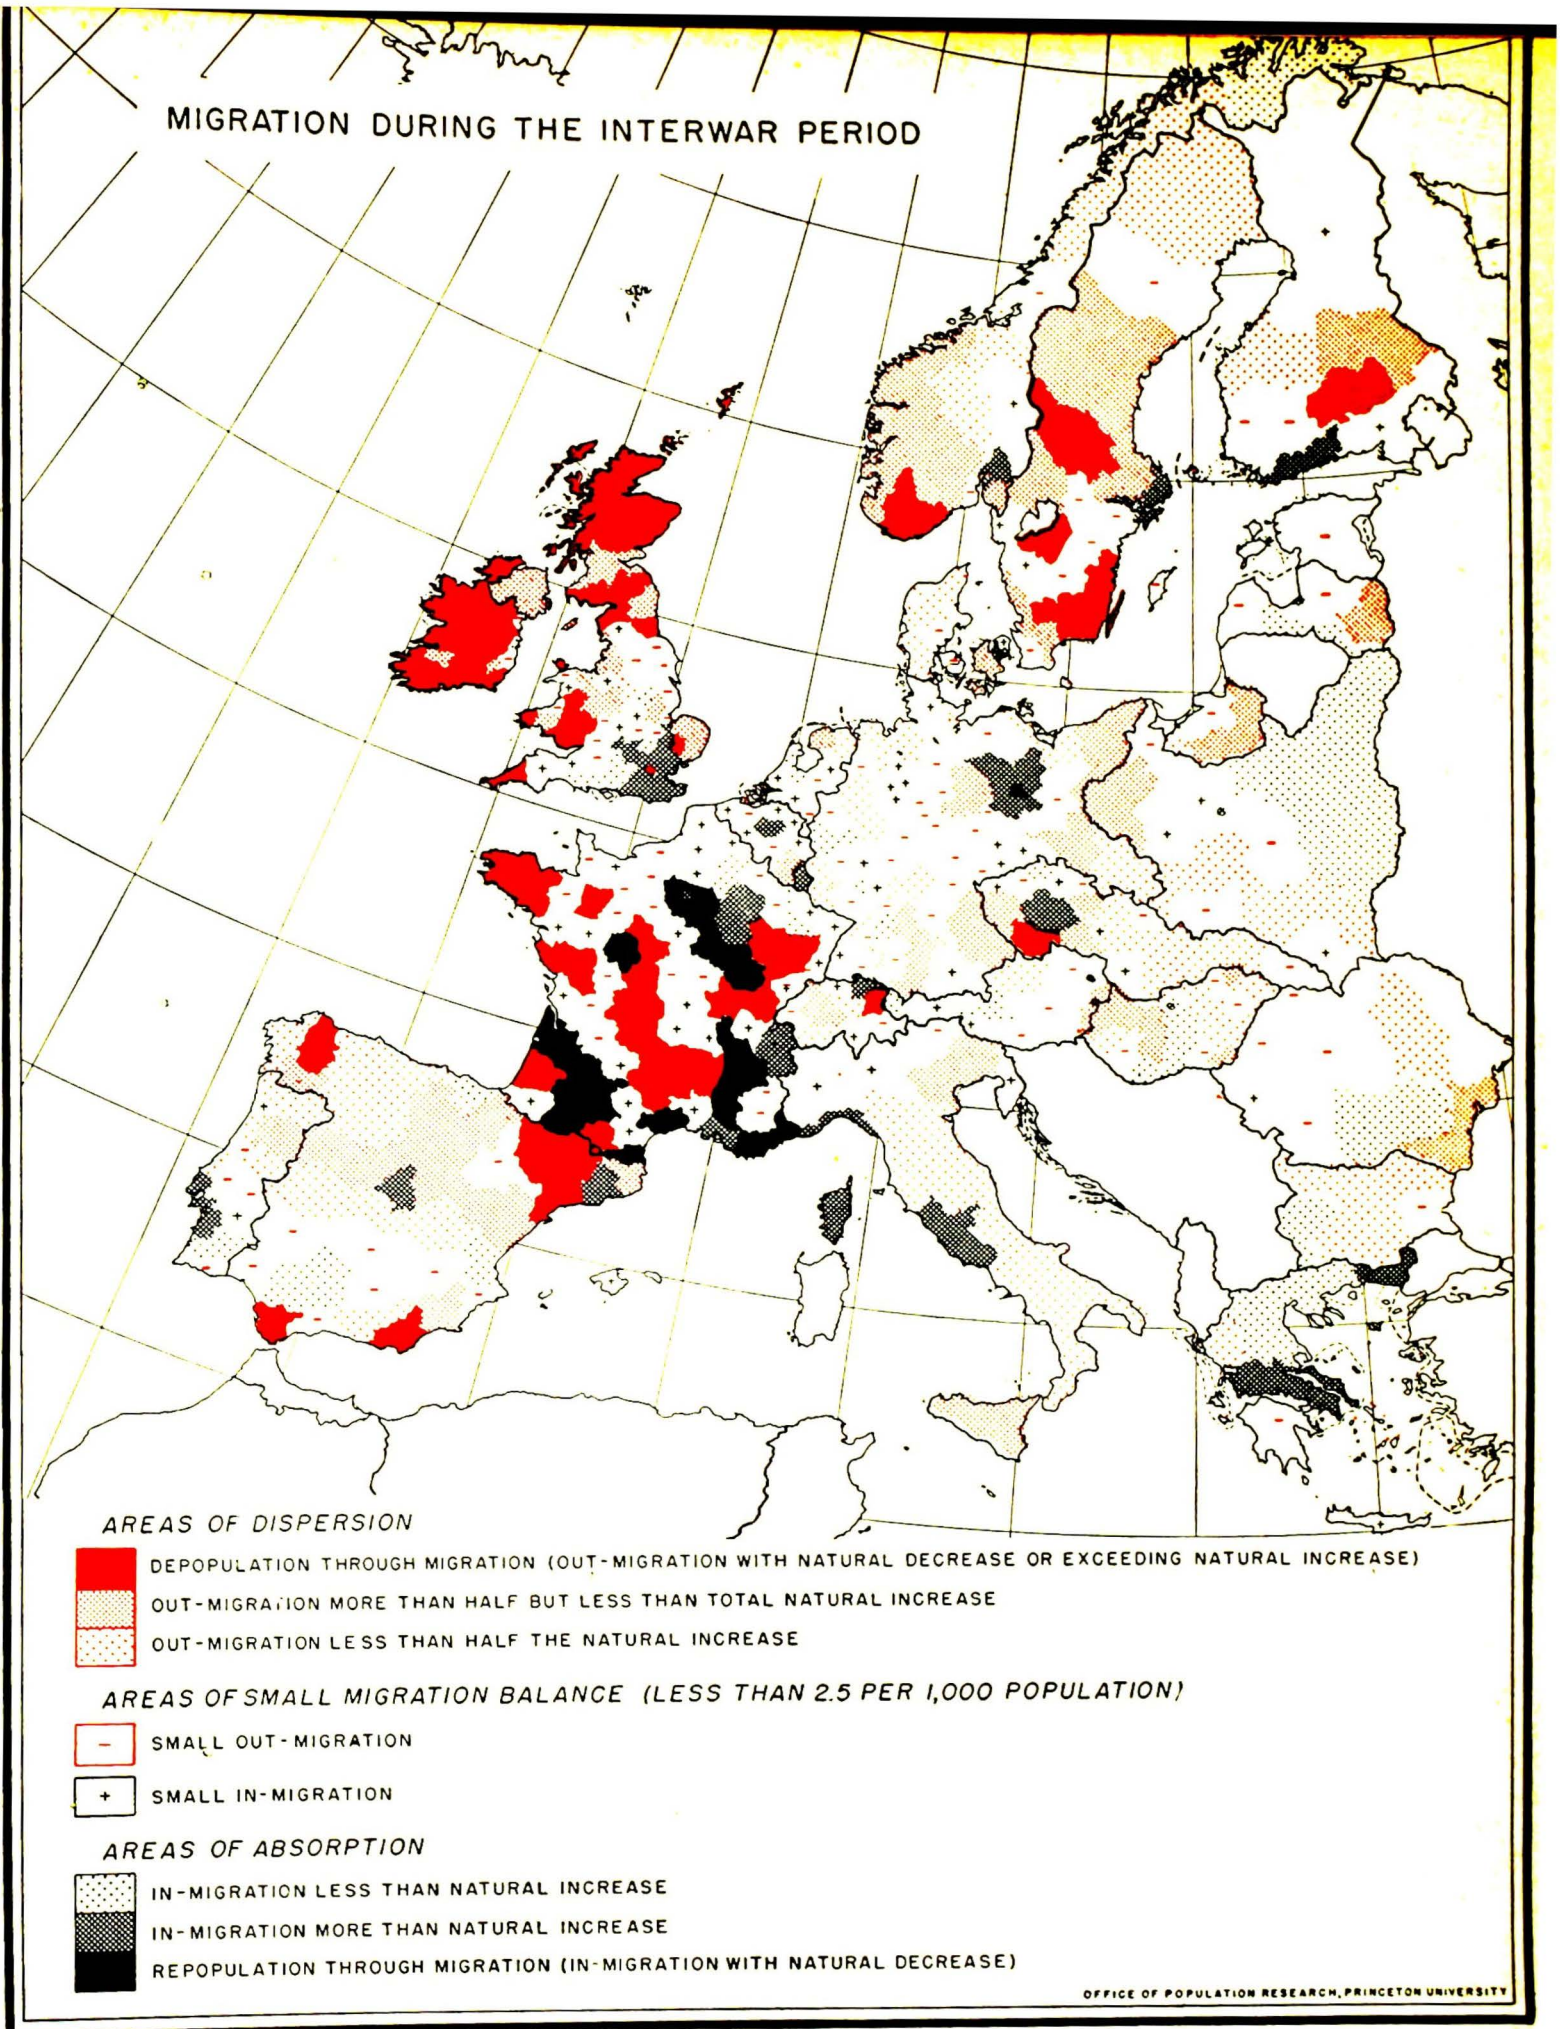 MIGRATION DURING THE INTERWAR PERIOD
AREAS OF DISPERSION
DEPOPULATION THROUGH MIGRATION (OUT-MIGRATION WITH NATURAL DECREASE OR EXCEEDING NATURAL INCREASE)
OUT-MIGRATION MORE THAN HALF BUT LESS THAN TOTAL NATURAL INCREASE
OUT-MIGRATION LESS THAN HALF THE NATURAL INCREASE
AREAS OF SMALL MIGRATION BALANCE (LESS THAN 2.5 PER 1,000 POPULATION)
- SMALL OUT-MIGRATION
+ SMALL IN-MIGRATION
AREAS OF ABSORPTION
IN-MIGRATION LESS THAN NATURAL INCREASE
IN-MIGRATION MORE THAN NATURAL INCREASE
REPOPULATION THROUGH MIGRATION (IN-MIGRATION WITH NATURAL DECREASE)
OFFICE OF POPULATION RESEARCH, PRINCETON UNIVERSITY